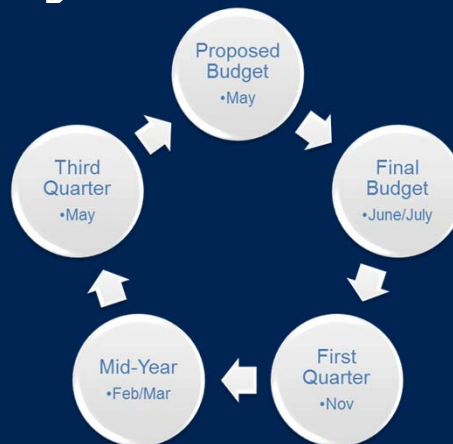 Proposed
Budget
•May
Final
Budget
•June/July
First
Quarter
•Nov
Mid-Year
•Feb/Mar
Third
Quarter
•May